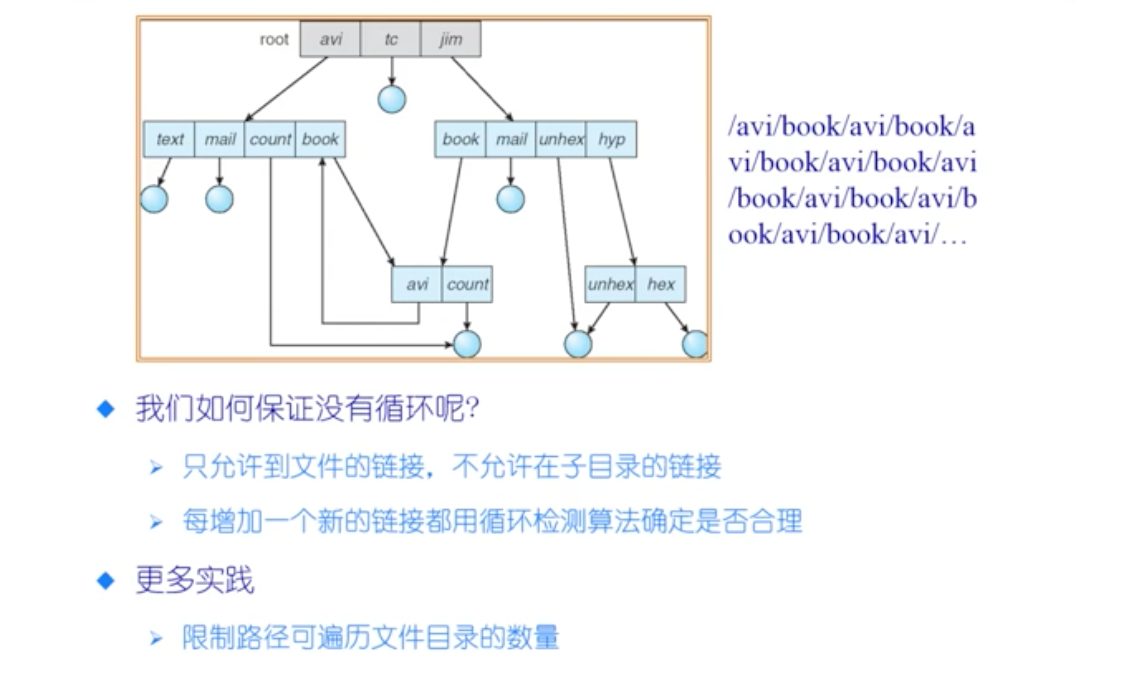 root avi tc jim
text mail count book
book mail unhex hyp
avi count
unhex hex
/avi/book/avi/book/a
vi/book/avi/book/avi
/book/avi/book/avi/b
ook/avi/book/avi/…
我们如何保证没有循环呢?
只允许到文件的链接，不允许在子目录的链接
每增加一个新的链接都用循环检测算法确定是否合理
更多实践
限制路径可遍历文件目录的数量